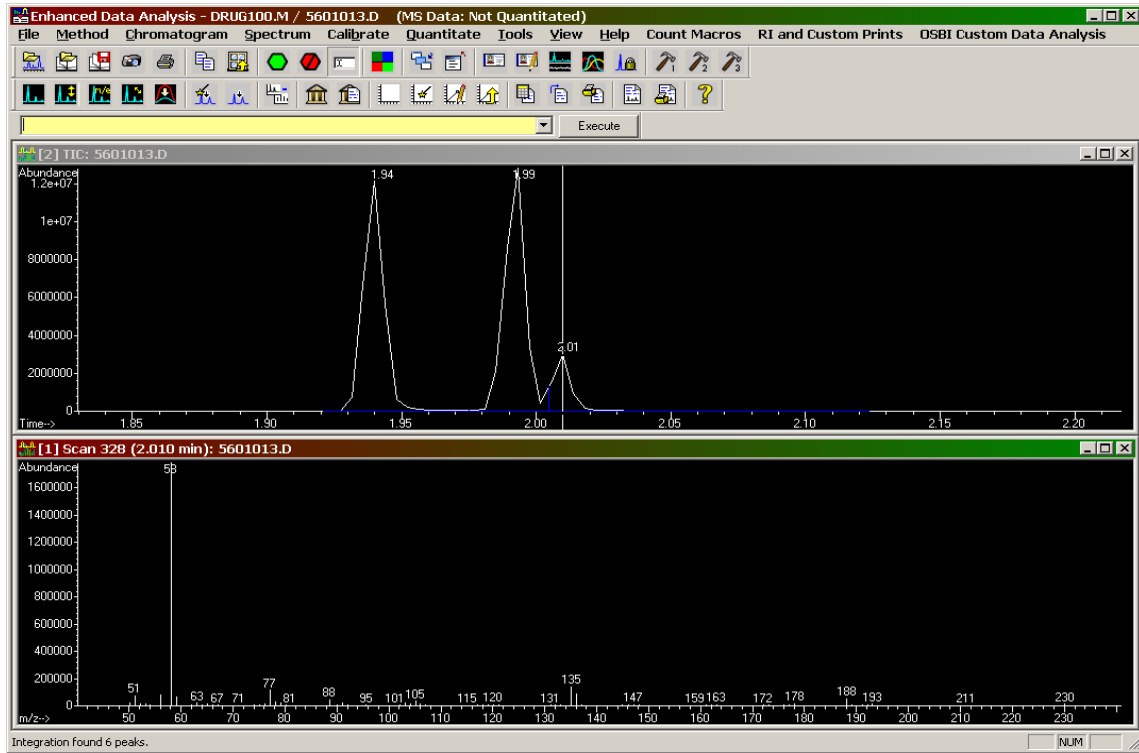 Enhanced Data Analysis - DRUG100.M / 5601013.D (MS Data: Not Quantitated)
File Method Chromatogram Spectrum Calibrate Quantitate Tools View Help Count Macros RI and Custom Prints OSBI Custom Data Analysis
Execute
[2] TIC: 5601013.D
Abundance
1.94 1.99
1.2e+07
1e+07
8000000
6000000
4000000
2.01
2000000
0
Time--> 1.85 1.90 1.95 2.00 2.05 2.10 2.15 2.20
[1] Scan 328 (2.010 min): 5601013.D
Abundance
58
1600000
1400000
1200000
1000000
800000
600000
400000
200000
51 63 67 71 77 81 88 95 101 105 115 120 131 135 147 159 163 172 178 188 193 211 230
0
m/z--> 50 60 70 80 90 100 110 120 130 140 150 160 170 180 190 200 210 220 230
Integration found 6 peaks.
NUM